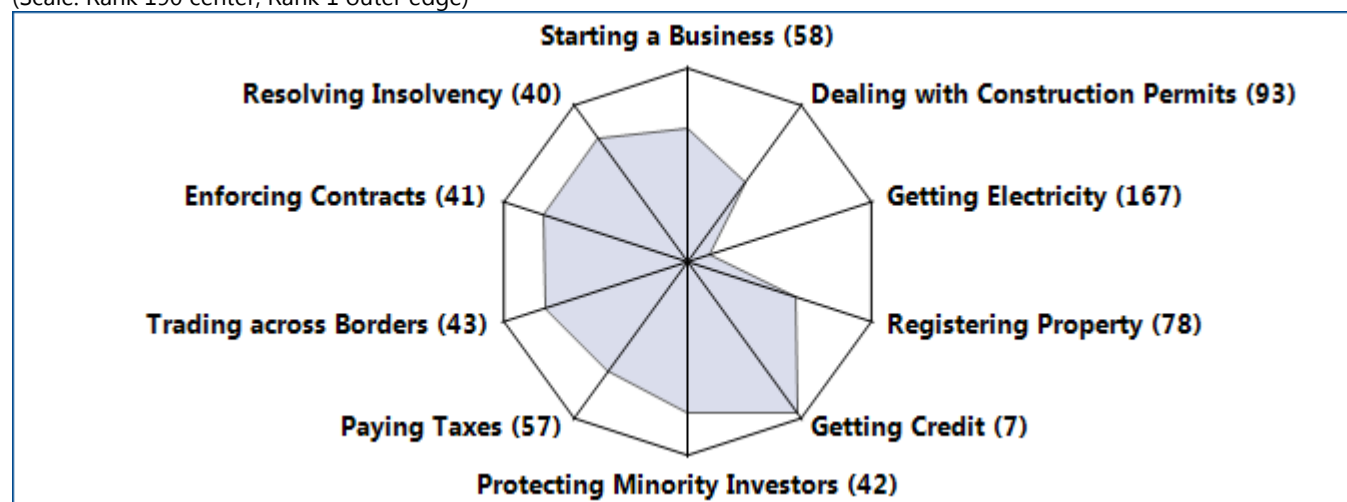 (Scale: Rank 190 center, Rank 1 outer edge)
Starting a Business (58)
Resolving Insolvency (40)
Dealing with Construction Permits (93)
Enforcing Contracts (41)
Getting Electricity (167)
Trading across Borders (43)
Registering Property (78)
Paying Taxes (57)
Getting Credit (7)
Protecting Minority Investors (42)